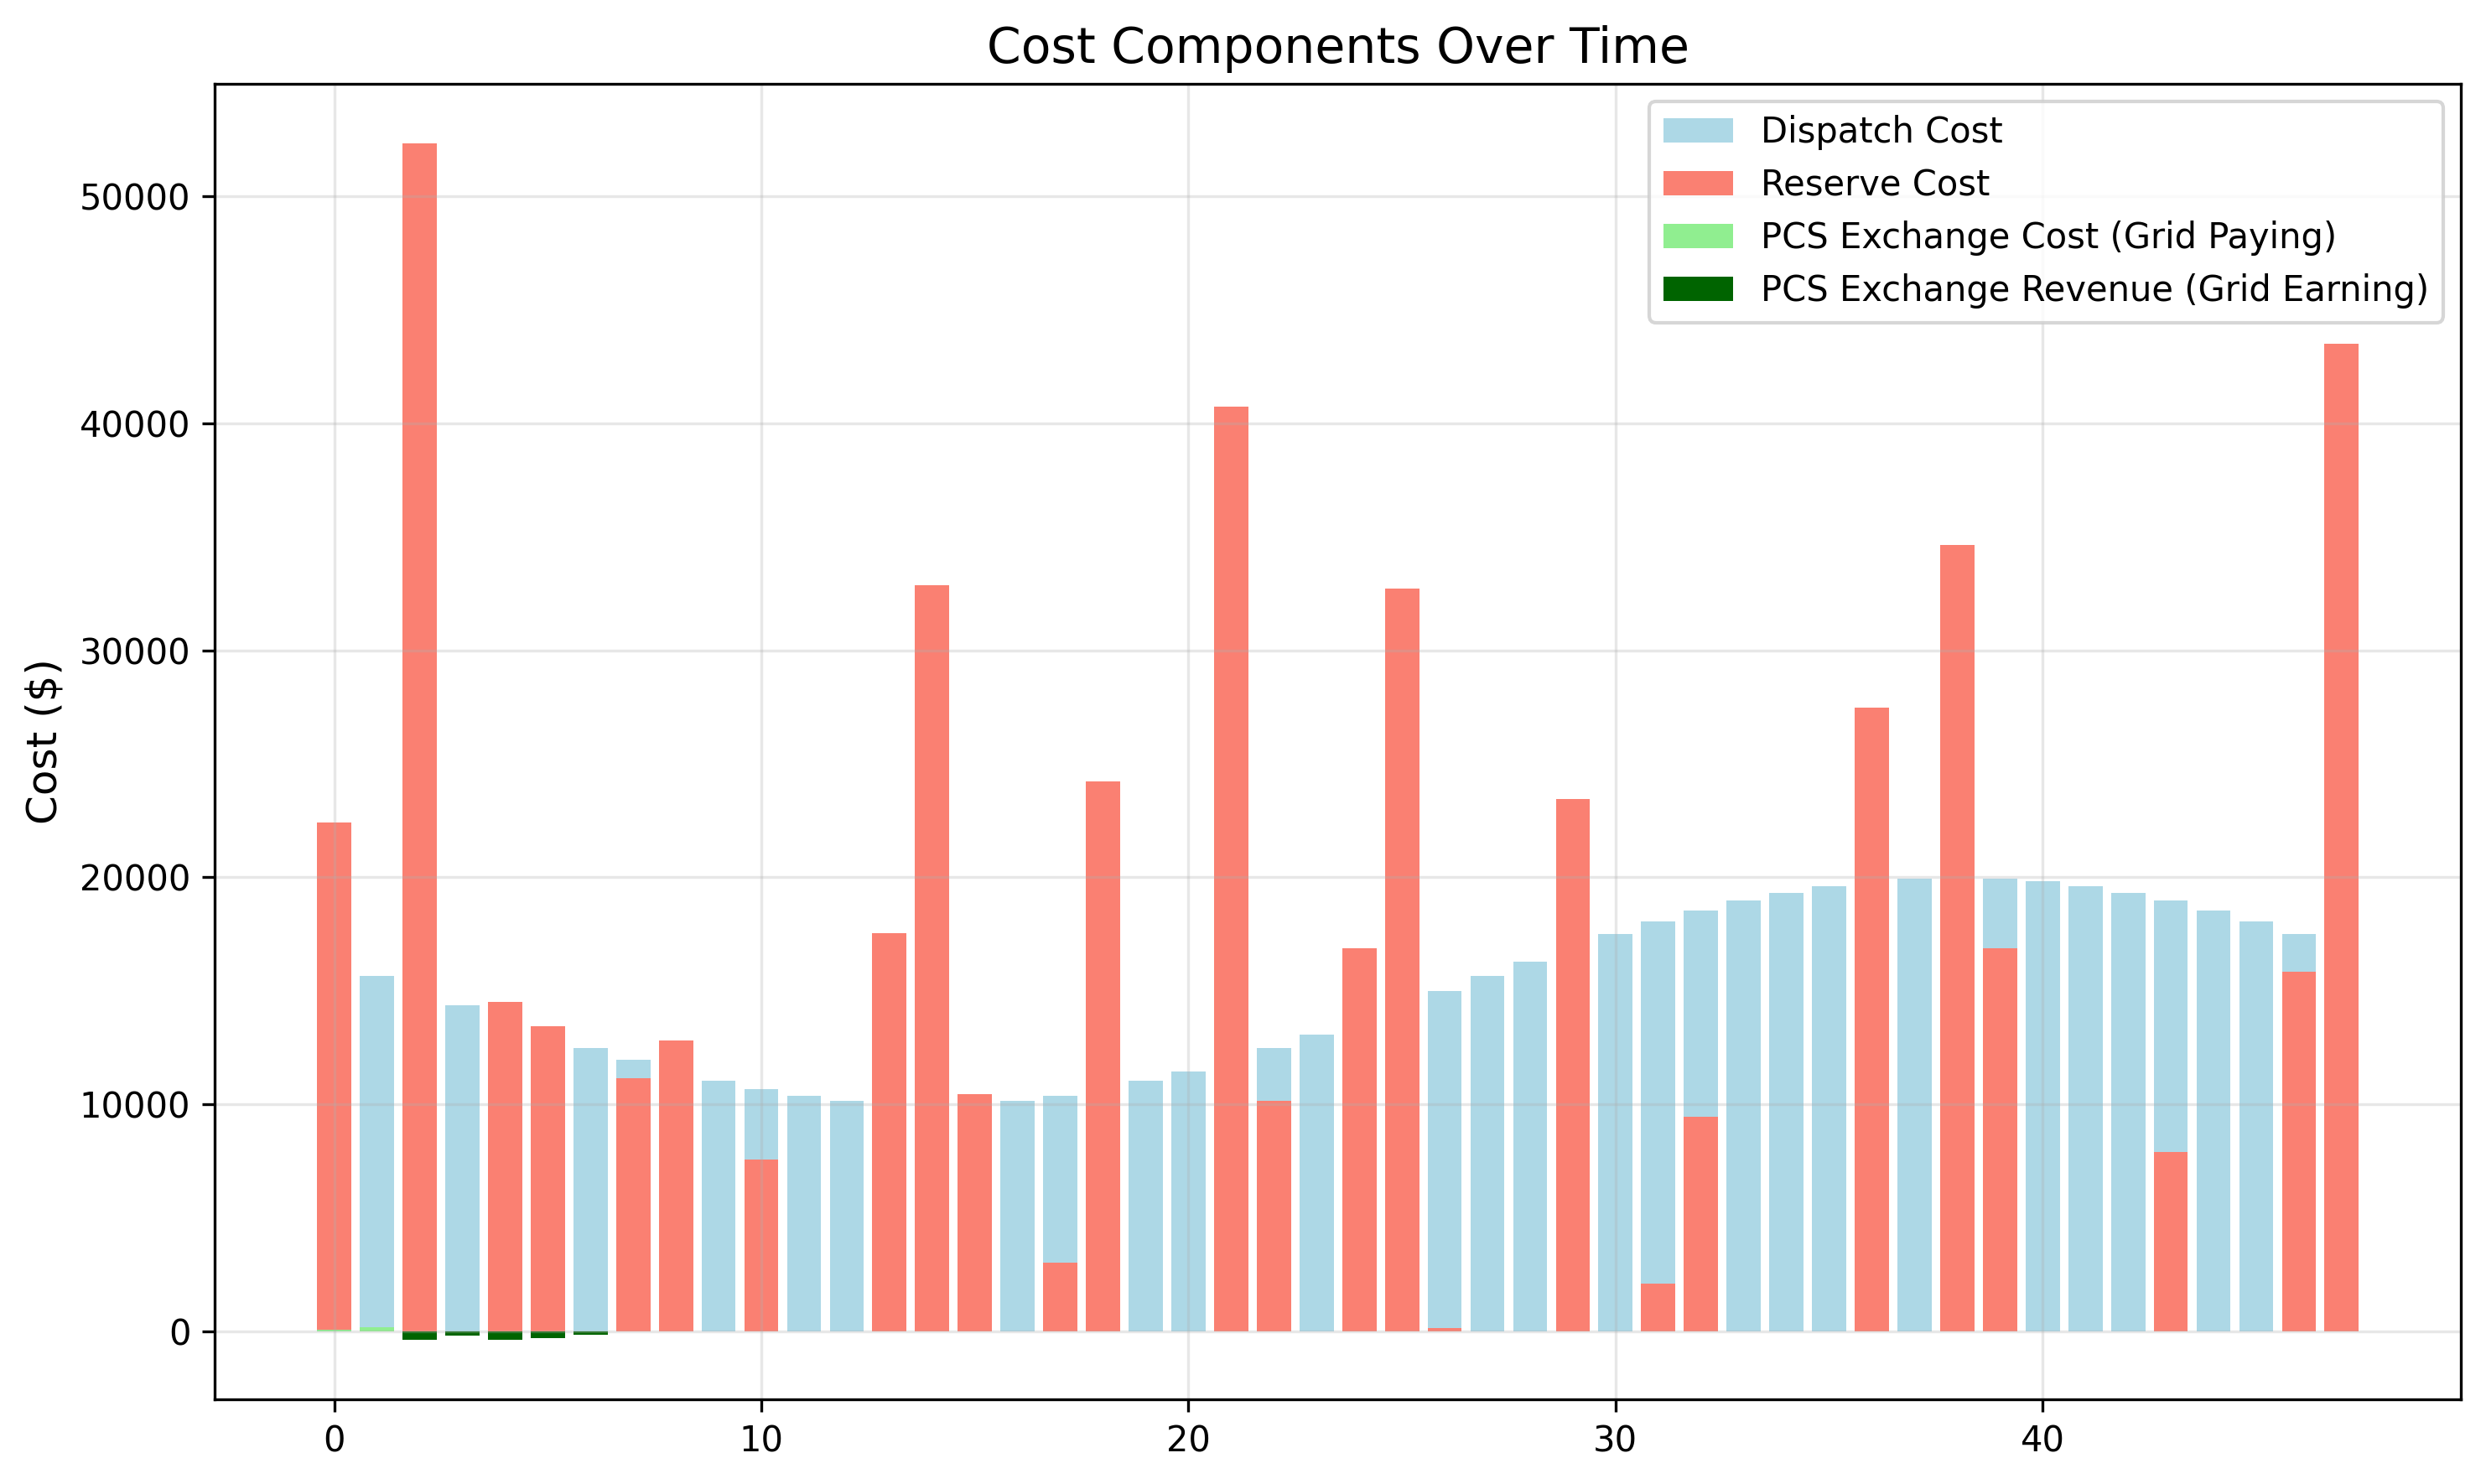 Cost Components Over Time
Dispatch Cost
Reserve Cost
PCS Exchange Cost (Grid Paying)
PCS Exchange Revenue (Grid Earning)
Cost ($)
50000
40000
30000
20000
10000
0
0 10 20 30 40